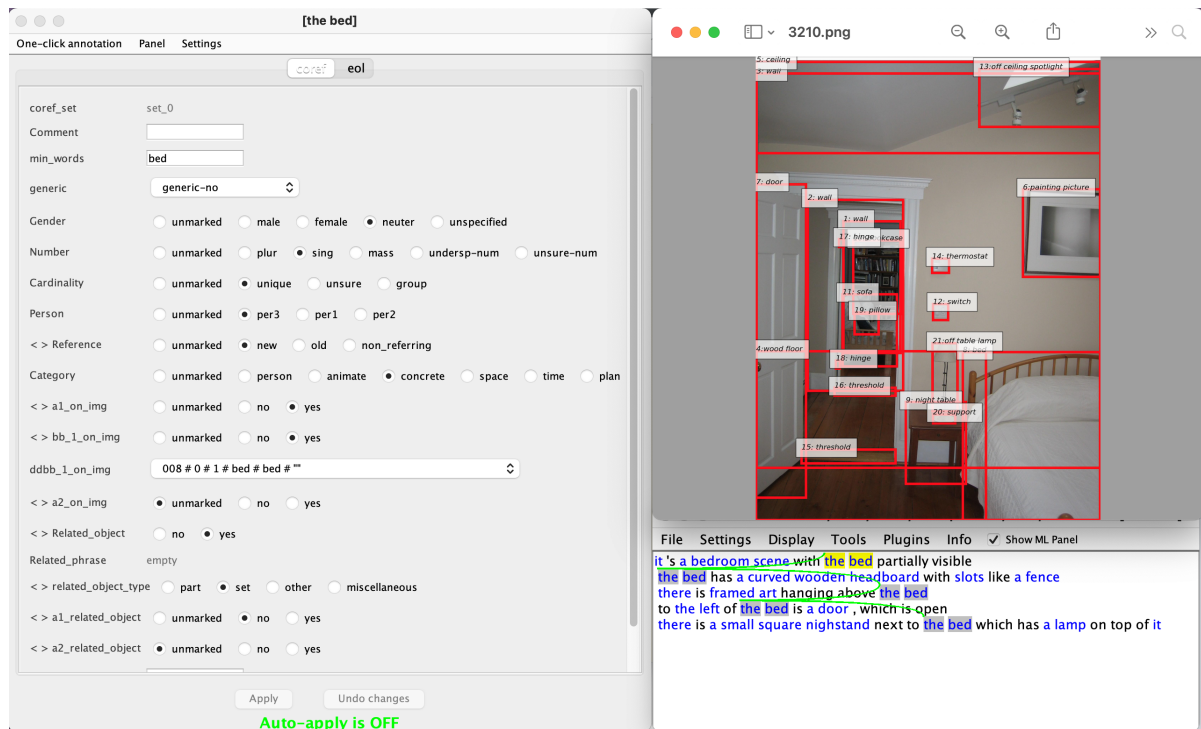 [the bed]
One-click annotation Panel Settings
coref eol
coref_set set_0
Comment
min_words bed
generic generic-no
Gender unmarked male female neuter unspecified
Number unmarked plur sing mass undersp-num unsure-num
Cardinality unmarked unique unsure group
Person unmarked per3 per1 per2
< > Reference unmarked new old non_referring
Category unmarked person animate concrete space time plan
< > a1_on_img unmarked no yes
< > bb_1_on_img unmarked no yes
ddbb_1_on_img 008 # 0 # 1 # bed # bed # ""
< > a2_on_img unmarked no yes
< > Related_object no yes
Related_phrase empty
< > related_object_type part set other miscellaneous
< > a1_related_object unmarked no yes
< > a2_related_object unmarked no yes
Apply Undo changes
Auto-apply is OFF
3210.png
5: ceiling
3: wall
13:off ceiling spotlight
7: door
2: wall
6:painting picture
1: wall
17: hinge kcase
14: thermostat
11: sofa
12: switch
19: pillow
21:off table lamp
4:wood floor
8: bed
18: hinge
16: threshold
9: night table
20: support
15: threshold
File Settings Display Tools Plugins Info Show ML Panel
it 's a bedroom scene with the bed partially visible
the bed has a curved wooden headboard with slots like a fence
there is framed art hanging above the bed
to the left of the bed is a door , which is open
there is a small square nighstand next to the bed which has a lamp on top of it